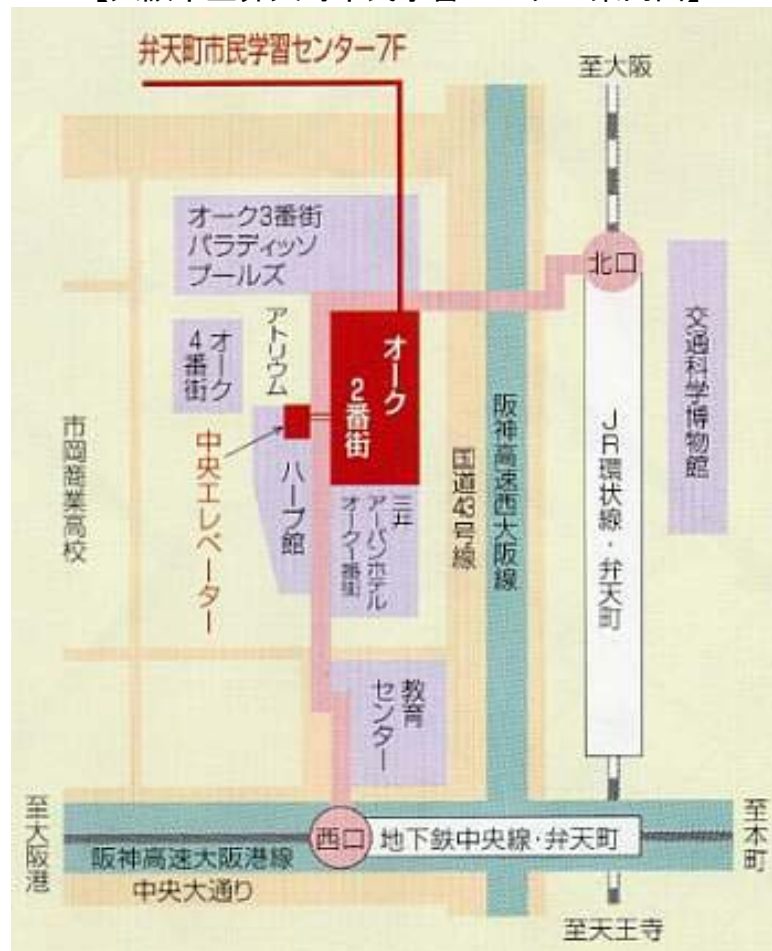 弁天町市民学習センター7F
至大阪
オーク3番街
パラディッソ
プールズ
北口
アトリウム
オーク
4番街
オーク
2番街
交通科学博物館
市岡商業高校
中央エレベーター
ハーブ館
三井
アーバンホテル
オーク1番街
国道43号線
阪神高速西大阪線
JR環状線・弁天町
教育
センター
至大阪港
西口
地下鉄中央線・弁天町
至本町
阪神高速大阪港線
中央大通り
至天王寺